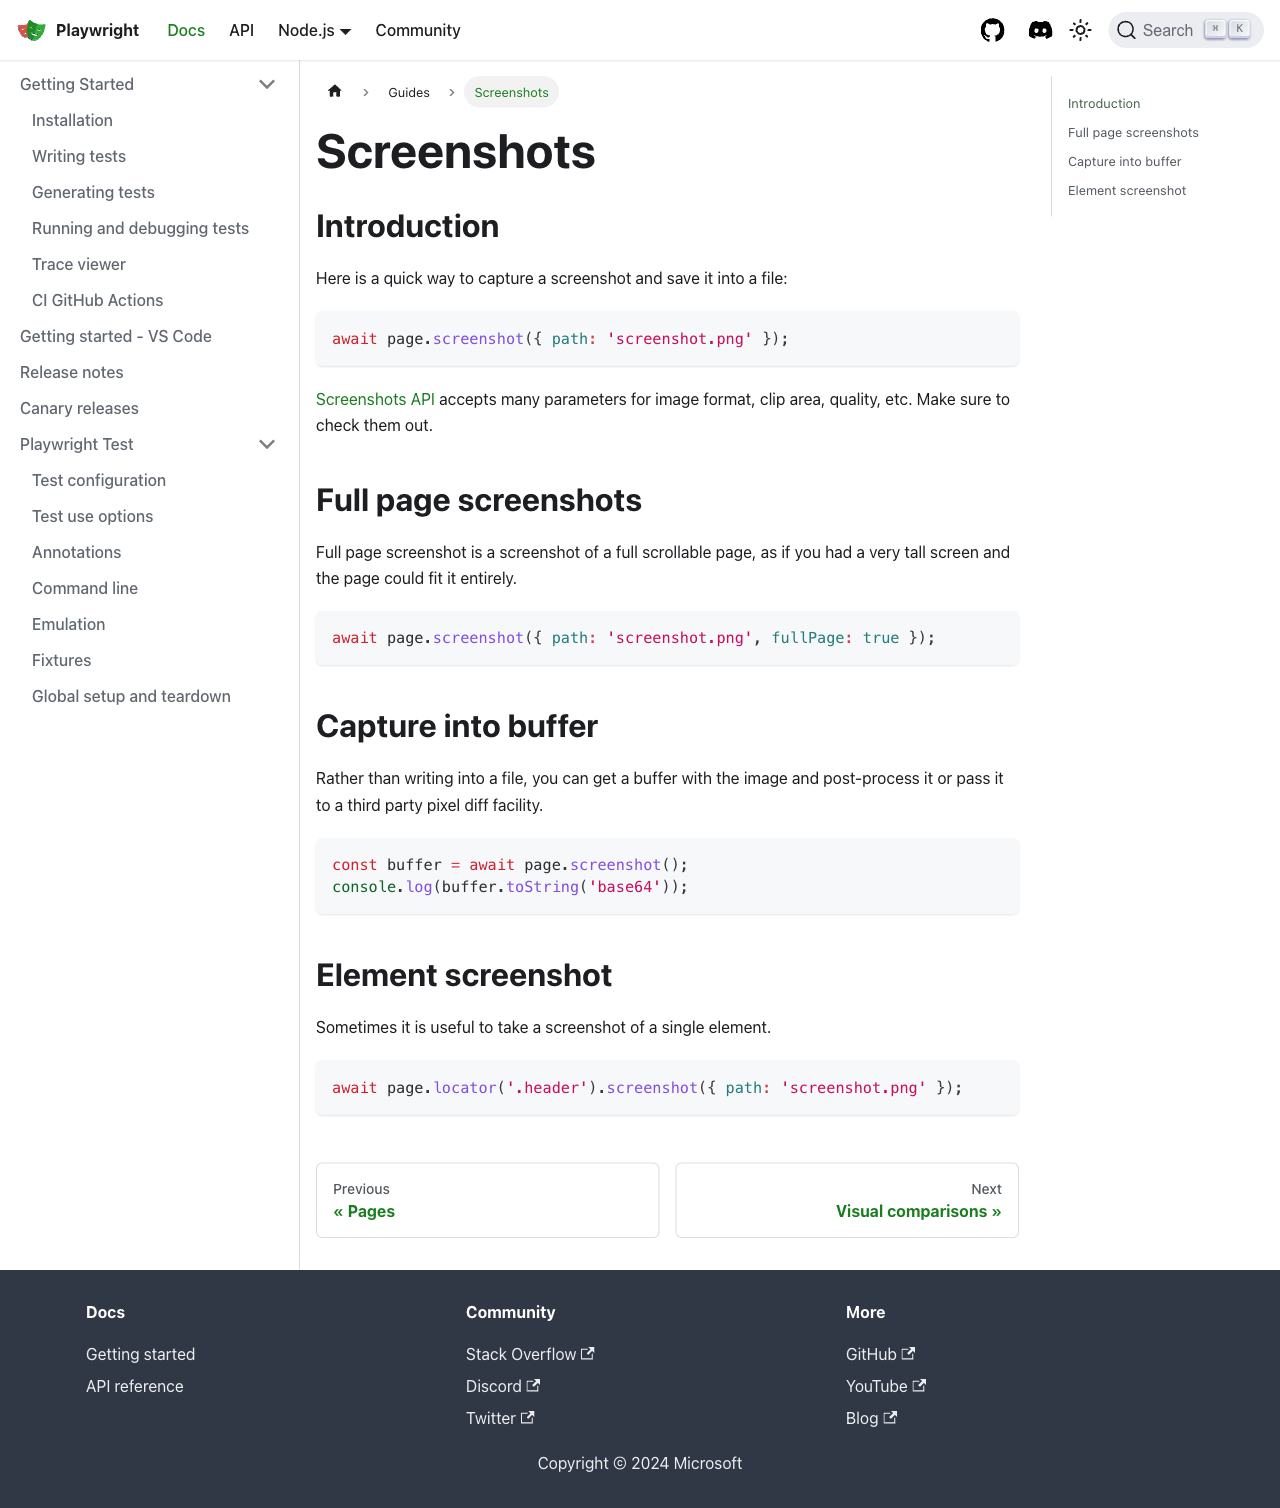 Playwright
Docs
API
Node.js
Community
Search
⌘ K
Getting Started
Installation
Writing tests
Generating tests
Running and debugging tests
Trace viewer
CI GitHub Actions
Getting started - VS Code
Release notes
Canary releases
Playwright Test
Test configuration
Test use options
Annotations
Command line
Emulation
Fixtures
Global setup and teardown
Guides
Screenshots
Screenshots
Introduction
Here is a quick way to capture a screenshot and save it into a file:
await page.screenshot({ path: 'screenshot.png' });
Screenshots API accepts many parameters for image format, clip area, quality, etc. Make sure to
check them out.
Full page screenshots
Full page screenshot is a screenshot of a full scrollable page, as if you had a very tall screen and
the page could fit it entirely.
await page.screenshot({ path: 'screenshot.png', fullPage: true });
Capture into buffer
Rather than writing into a file, you can get a buffer with the image and post-process it or pass it
to a third party pixel diff facility.
const buffer = await page.screenshot();
console.log(buffer.toString('base64'));
Element screenshot
Sometimes it is useful to take a screenshot of a single element.
await page.locator('.header').screenshot({ path: 'screenshot.png' });
Previous
« Pages
Next
Visual comparisons »
Introduction
Full page screenshots
Capture into buffer
Element screenshot
Docs
Getting started
API reference
Community
Stack Overflow
Discord
Twitter
More
GitHub
YouTube
Blog
Copyright © 2024 Microsoft